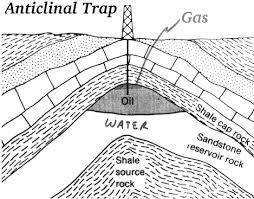 Anticlinal Trap
Gas
Oil
WATER
Shale cap rock
Sandstone
reservoir rock
Shale
source
rock